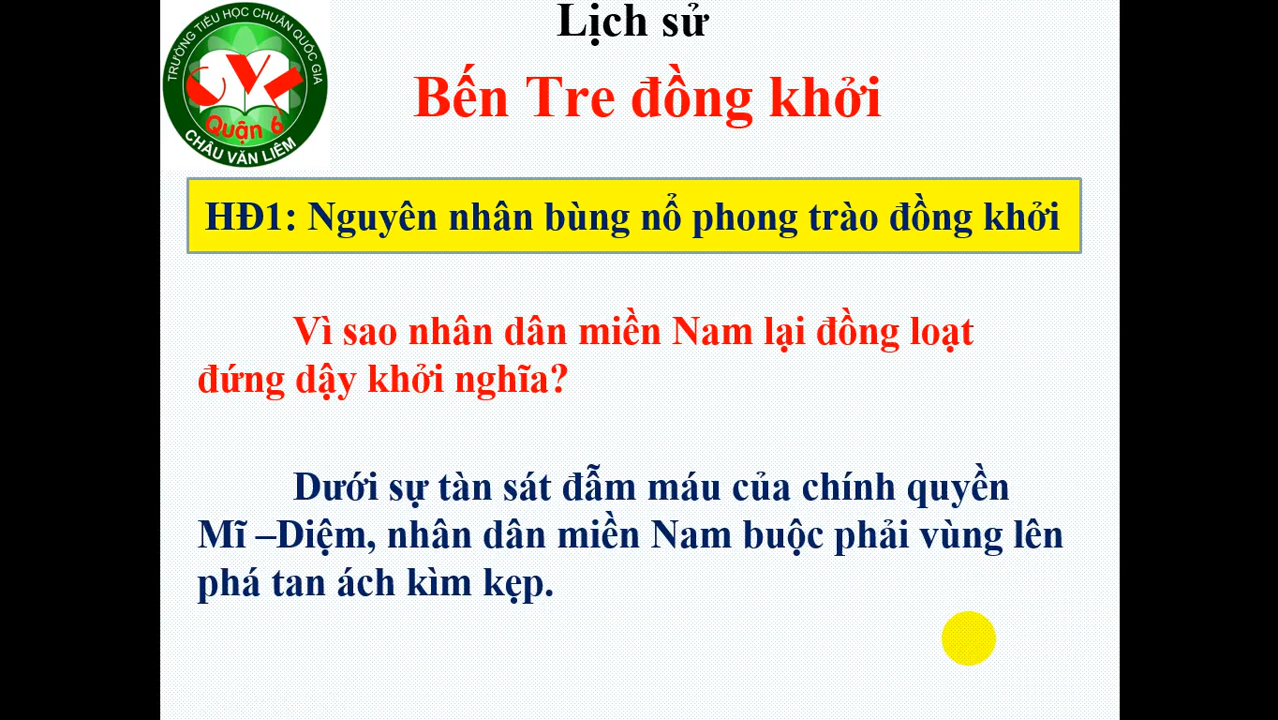 TRƯỜNG TIỂU HỌC CHUẨN QUỐC GIA
CVL
Quận 6
CHÂU VĂN LIÊM
Lịch sử
Bến Tre đồng khởi
HĐ1: Nguyên nhân bùng nổ phong trào đồng khởi
Vì sao nhân dân miền Nam lại đồng loạt
đứng dậy khởi nghĩa?
Dưới sự tàn sát đẫm máu của chính quyền
Mĩ –Diệm, nhân dân miền Nam buộc phải vùng lên
phá tan ách kìm kẹp.